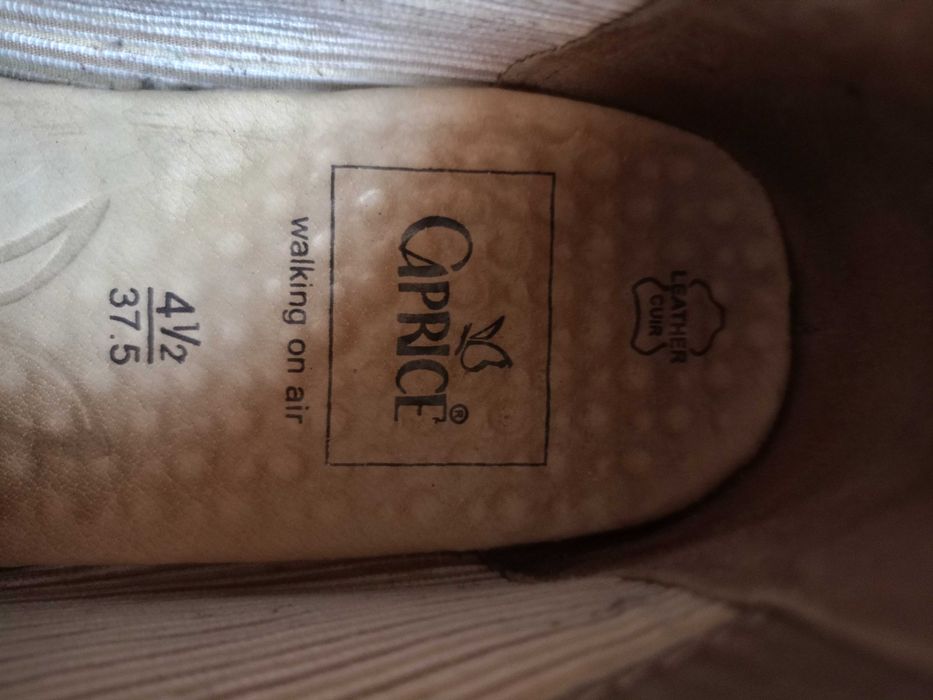 LEATHER
CUIR
CAPRICE®
walking on air
4½
37.5